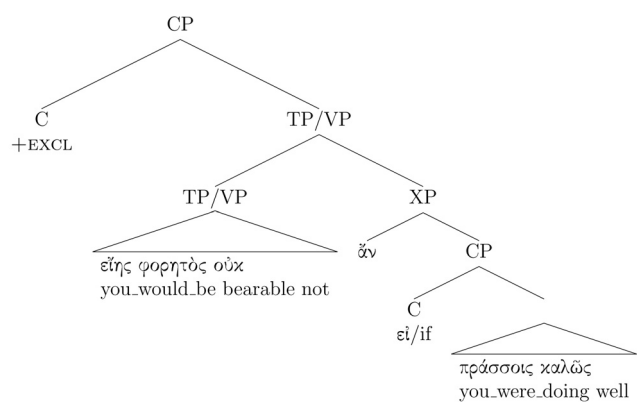 CP
C
+EXCL
TP/VP
TP/VP
XP
εἴης φορητὸς οὐκ
you_would_be bearable not
ἄν
CP
C
εἰ/if
πράσσοις καλῶς
you_were_doing well